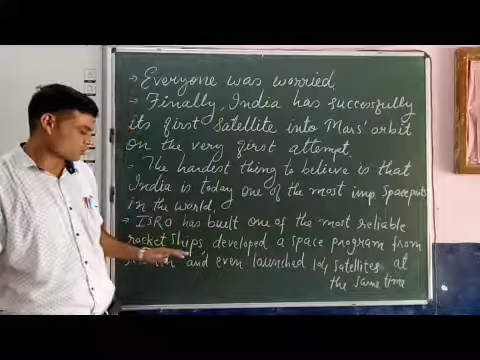 → Everyone was worried.
→ Finally, India has successfully
its first satellite into Mars' orbit
on the very first attempt.
- The hardest thing to believe is that
India is today one of the most imp. spaceports
in the world.
→ ISRO has built one of the most reliable
rocket ships developed a space program from
and even launched 104 satellites at
the same time